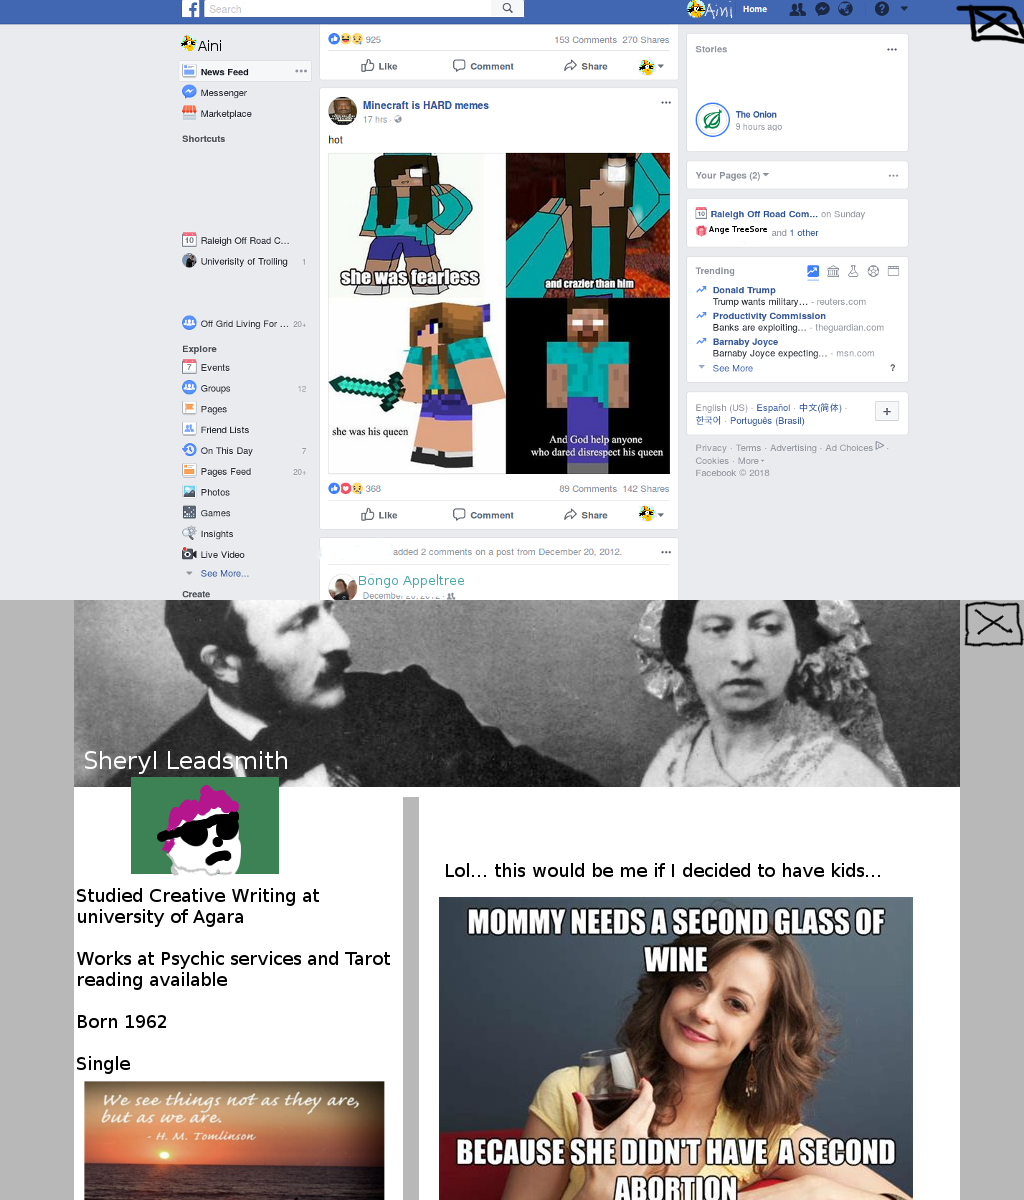 Search
Aini
Home
Aini
News Feed
Messenger
Marketplace
Shortcuts
Raleigh Off Road C...
Univerisity of Trolling 1
Off Grid Living For ... 20+
Explore
Events
Groups 12
Pages
Friend Lists
On This Day 7
Pages Feed 20+
Photos
Games
Insights
Live Video
See More...
Create
925
153 Comments 270 Shares
Like Comment Share
Minecraft is HARD memes
17 hrs ·
hot
she was fearless
and crazier than him
she was his queen
And God help anyone
who dared disrespect his queen
368
89 Comments 142 Shares
Like Comment Share
added 2 comments on a post from December 20, 2012.
Bongo Appeltree
December 20, 2012 ·
Stories
The Onion
9 hours ago
Your Pages (2)
10 Raleigh Off Road Com... on Sunday
Ange TreeSore and 1 other
Trending
Donald Trump
Trump wants military... - reuters.com
Productivity Commission
Banks are exploiting... - theguardian.com
Barnaby Joyce
Barnaby Joyce expecting... - msn.com
See More ?
English (US) · Español · 中文(简体) ·
한국어 · Português (Brasil)
+
Privacy · Terms · Advertising · Ad Choices ·
Cookies · More
Facebook © 2018
Sheryl Leadsmith
Studied Creative Writing at
university of Agara
Works at Psychic services and Tarot
reading available
Born 1962
Single
We see things not as they are,
but as we are.
- H. M. Tomlinson
Lol... this would be me if I decided to have kids...
MOMMY NEEDS A SECOND GLASS OF
WINE
BECAUSE SHE DIDN'T HAVE A SECOND
ABORTION